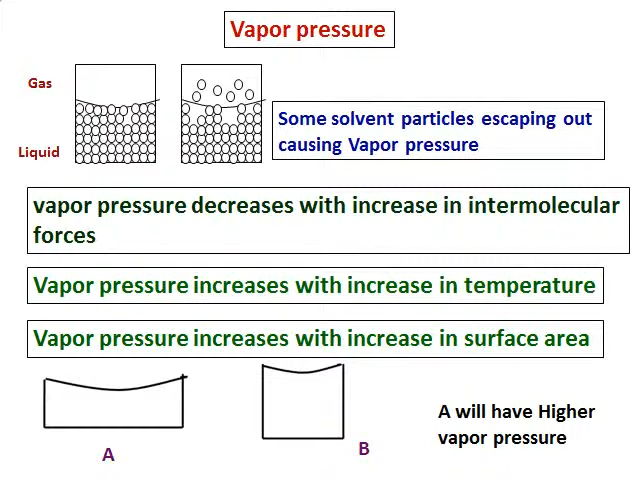 Vapor pressure
Gas
Liquid
Some solvent particles escaping out
causing Vapor pressure
vapor pressure decreases with increase in intermolecular
forces
Vapor pressure increases with increase in temperature
Vapor pressure increases with increase in surface area
A
B
A will have Higher
vapor pressure